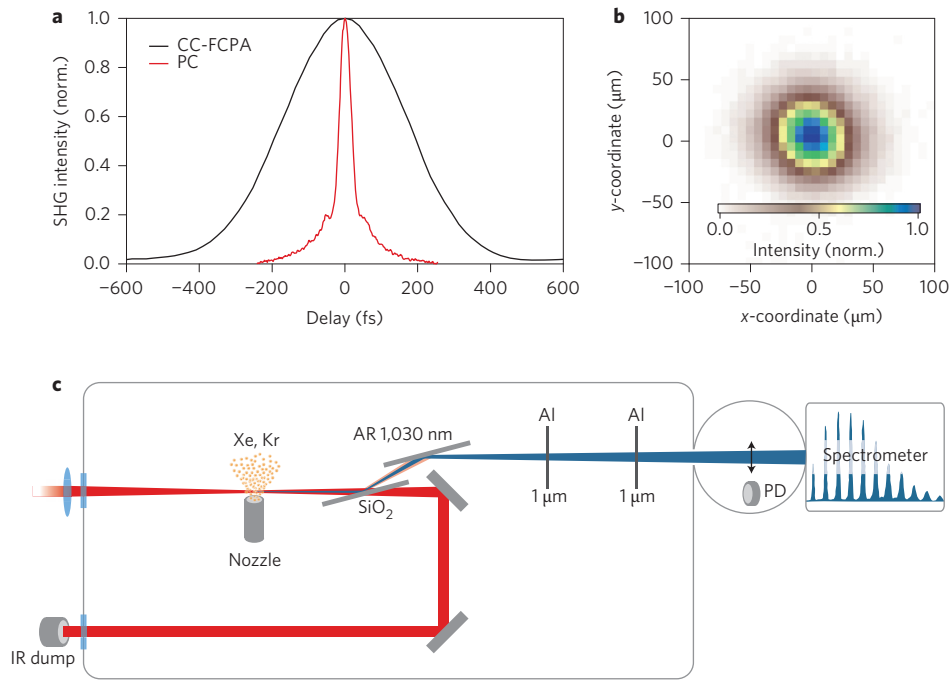 a
CC-FCPA
PC
SHG intensity (norm.)
1.0
0.8
0.6
0.4
0.2
0.0
−600 −400 −200 0 200 400 600
Delay (fs)
b
y-coordinate (μm)
100
50
0
−50
−100
0.0 0.5 1.0
Intensity (norm.)
−100 −50 0 50 100
x-coordinate (μm)
c
Xe, Kr
Nozzle
SiO₂
AR 1,030 nm
Al
1 μm
Al
1 μm
PD
Spectrometer
IR dump